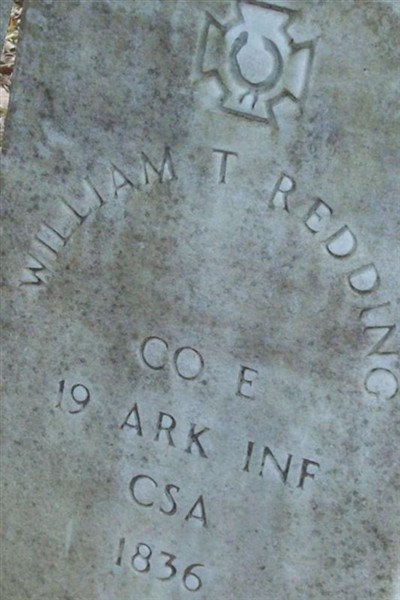 WILLIAM T REDDING
CO E
19 ARK INF
CSA
1836